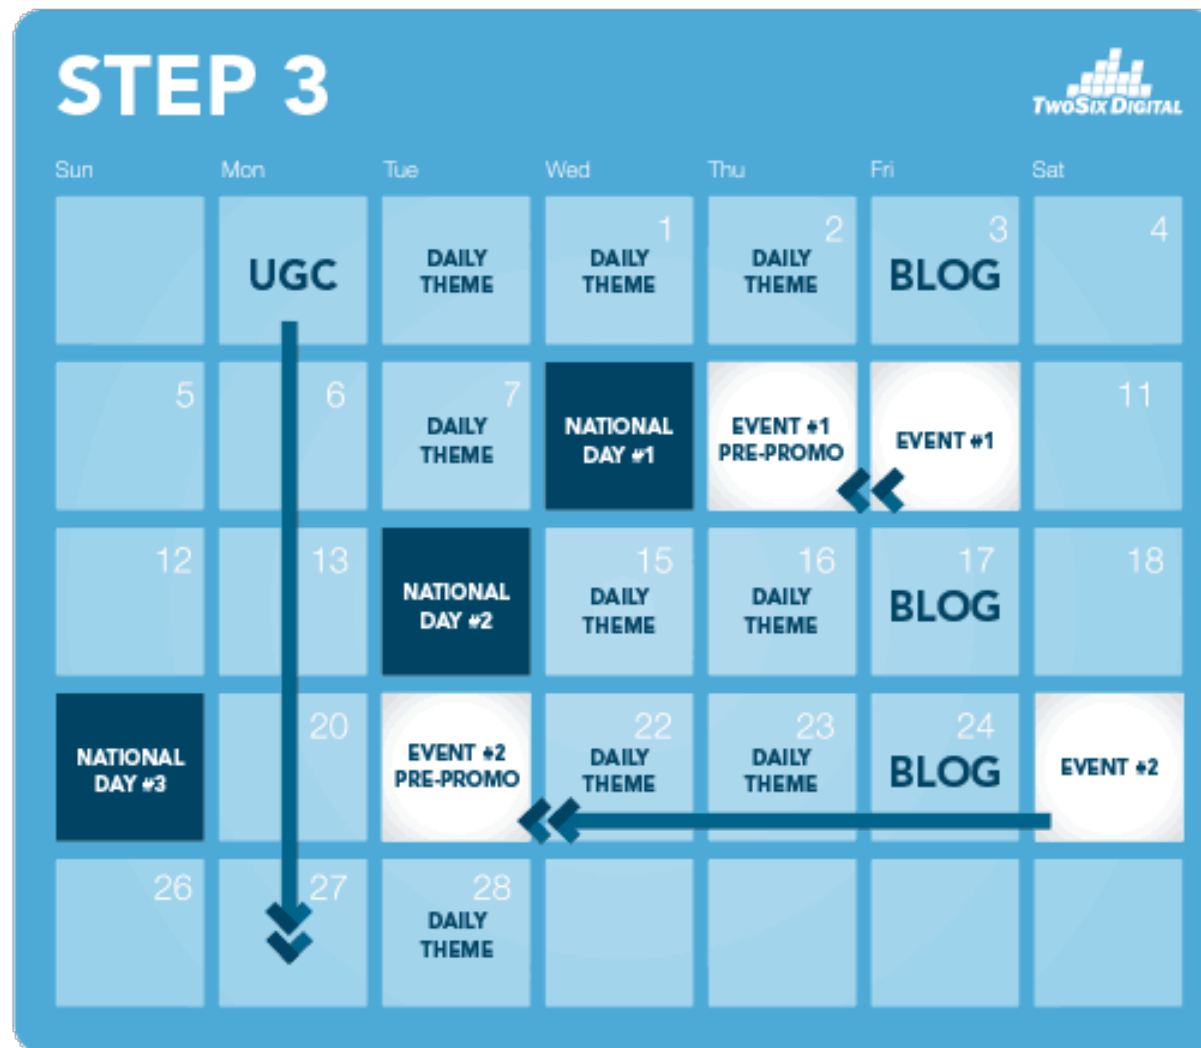 STEP 3
TWOSIX DIGITAL
Sun Mon Tue Wed Thu Fri Sat
UGC
DAILY
THEME
1
DAILY
THEME
2
DAILY
THEME
3
BLOG
4
5
6
7
DAILY
THEME
NATIONAL
DAY #1
EVENT #1
PRE-PROMO
EVENT #1
11
12
13
NATIONAL
DAY #2
15
DAILY
THEME
16
DAILY
THEME
17
BLOG
18
NATIONAL
DAY #3
20
EVENT #2
PRE-PROMO
22
DAILY
THEME
23
DAILY
THEME
24
BLOG
EVENT #2
26
27
28
DAILY
THEME